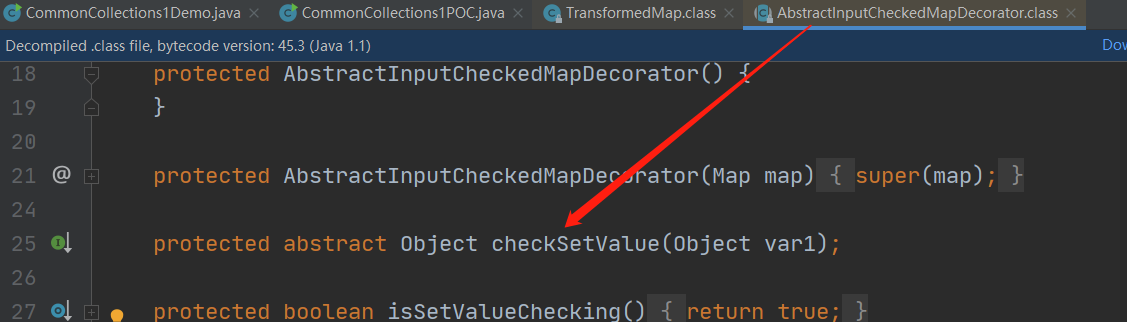 CommonCollections1Demo.java × CommonCollections1POC.java × TransformedMap.class × AbstractInputCheckedMapDecorator.class ×
Decompiled .class file, bytecode version: 45.3 (Java 1.1) Dow
18 protected AbstractInputCheckedMapDecorator() {
19 }
20
21 @ protected AbstractInputCheckedMapDecorator(Map map) { super(map); }
24
25 protected abstract Object checkSetValue(Object var1);
26
27 protected boolean isSetValueChecking() { return true; }